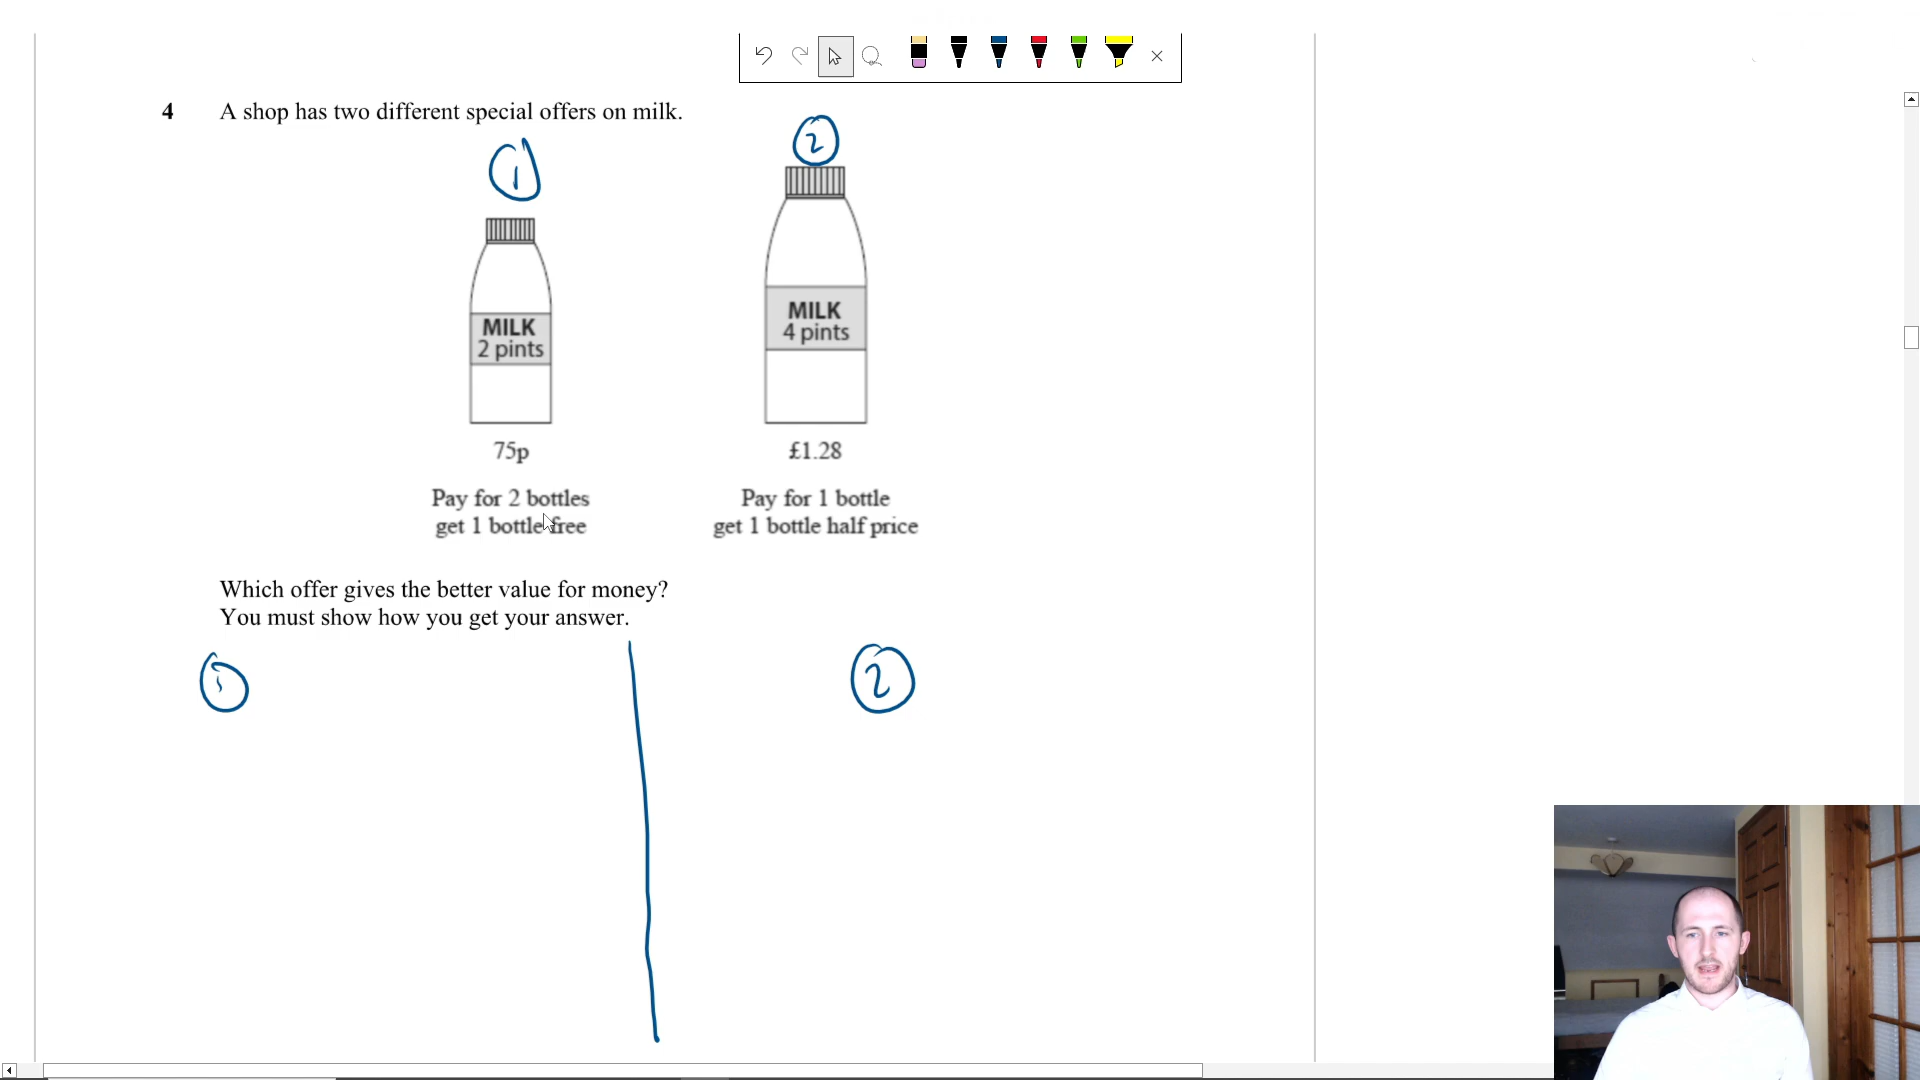 4 A shop has two different special offers on milk.
1
2
MILK
2 pints
MILK
4 pints
75p
£1.28
Pay for 2 bottles
get 1 bottle free
Pay for 1 bottle
get 1 bottle half price
Which offer gives the better value for money?
You must show how you get your answer.
1
2